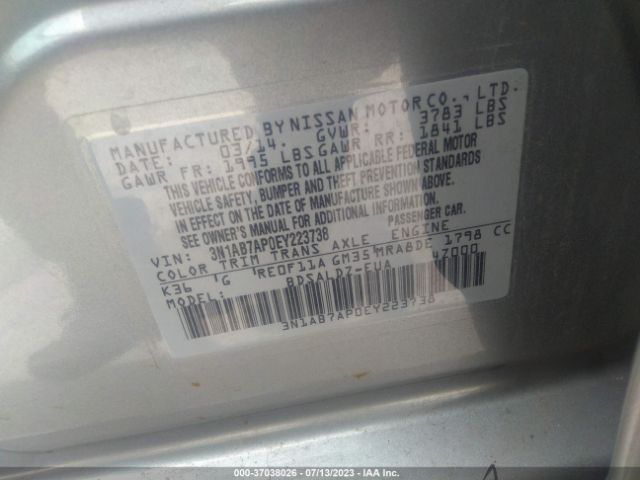 MANUFACTURED BY NISSAN MOTOR CO., LTD.
DATE: 03/14. GVWR: 3783 LBS
GAWR FR: 1995 LBS GAWR RR: 1841 LBS
THIS VEHICLE CONFORMS TO ALL APPLICABLE FEDERAL MOTOR
VEHICLE SAFETY, BUMPER AND THEFT PREVENTION STANDARDS
IN EFFECT ON THE DATE OF MANUFACTURE SHOWN ABOVE.
SEE OWNER'S MANUAL FOR ADDITIONAL INFORMATION.
VIN: 3N1AB7AP0EY223738 PASSENGER CAR.
COLOR TRIM TRANS AXLE ENGINE
K36 'G 'RE0F11A GM35'MRA8DE 1798 CC
MODEL: BDSALDZ-EUA 47000
3N1AB7AP0EY223738
000-37038026 - 07/13/2023 - IAA Inc.